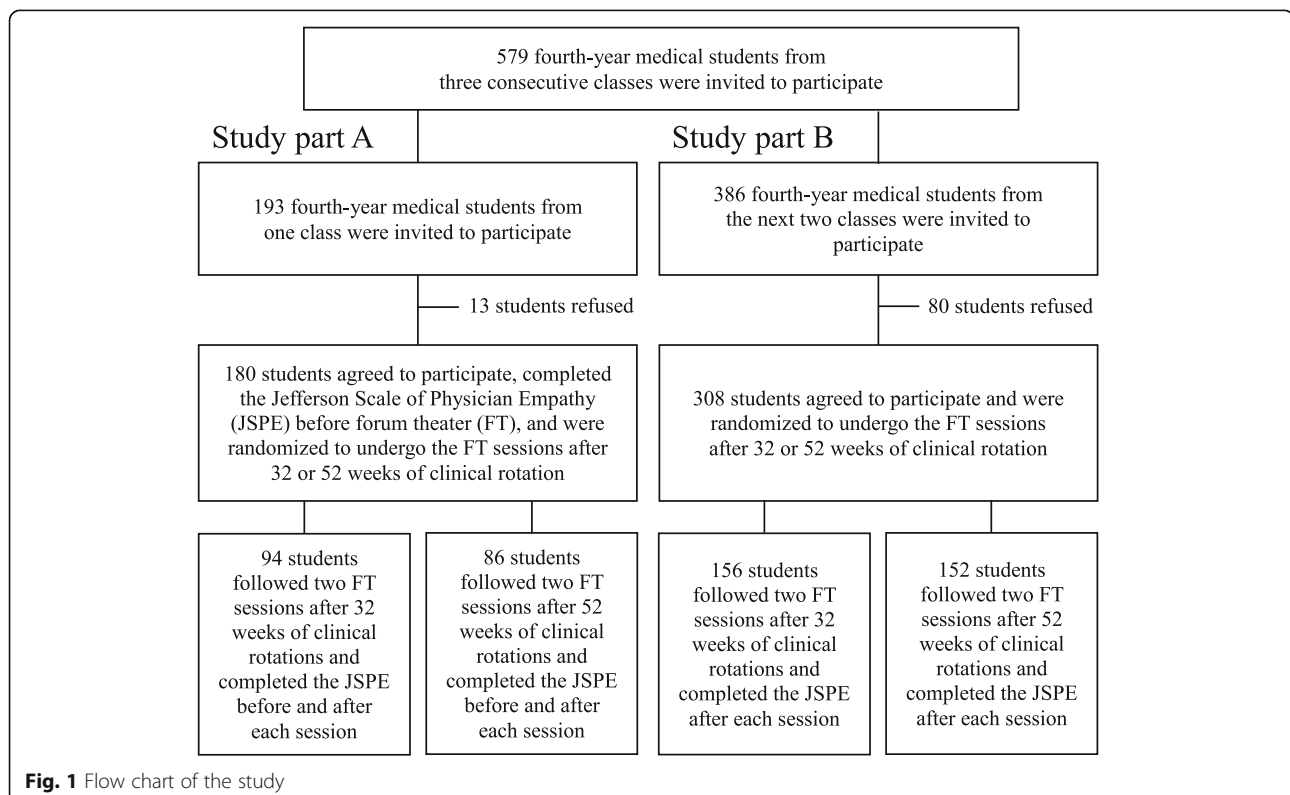 579 fourth-year medical students from
three consecutive classes were invited to participate
Study part A
Study part B
193 fourth-year medical students from
one class were invited to participate
386 fourth-year medical students from
the next two classes were invited to
participate
13 students refused
80 students refused
180 students agreed to participate, completed
the Jefferson Scale of Physician Empathy
(JSPE) before forum theater (FT), and were
randomized to undergo the FT sessions after
32 or 52 weeks of clinical rotation
308 students agreed to participate and were
randomized to undergo the FT sessions
after 32 or 52 weeks of clinical rotation
94 students
followed two FT
sessions after 32
weeks of clinical
rotations and
completed the JSPE
before and after
each session
86 students
followed two FT
sessions after 52
weeks of clinical
rotations and
completed the JSPE
before and after
each session
156 students
followed two FT
sessions after 32
weeks of clinical
rotations and
completed the JSPE
after each session
152 students
followed two FT
sessions after 52
weeks of clinical
rotations and
completed the JSPE
after each session
Fig. 1 Flow chart of the study